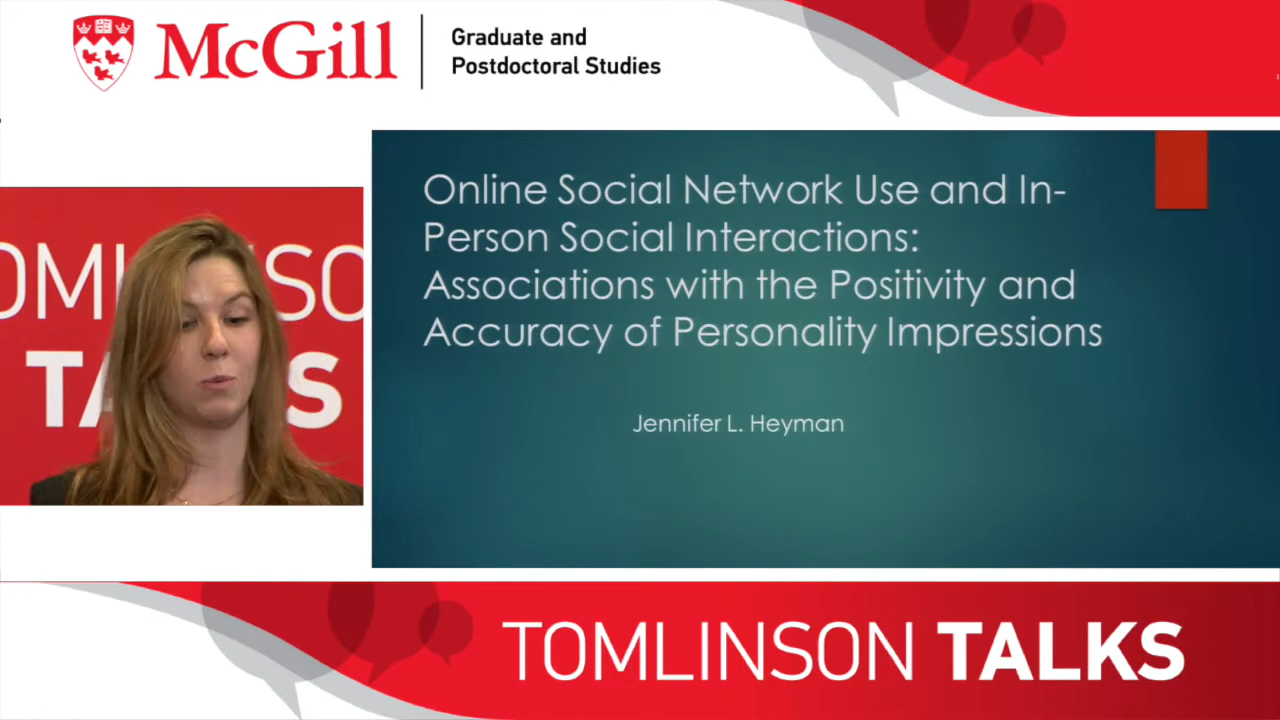 McGill
Graduate and
Postdoctoral Studies
Online Social Network Use and In-
Person Social Interactions:
Associations with the Positivity and
Accuracy of Personality Impressions
Jennifer L. Heyman
TOMLINSON TALKS